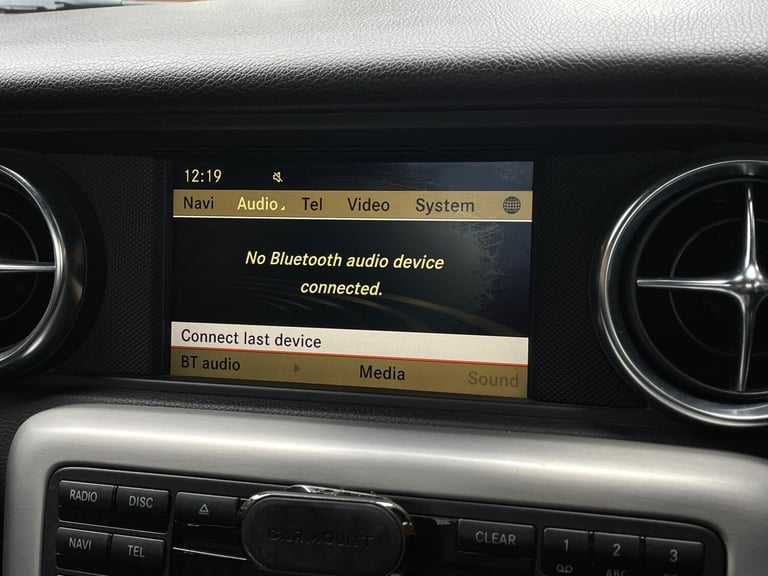 12:19
Navi Audio Tel Video System
No Bluetooth audio device
connected.
Connect last device
BT audio Media Sound
RADIO DISC CLEAR 1 2 3
NAVI TEL CARMOUNT ABC